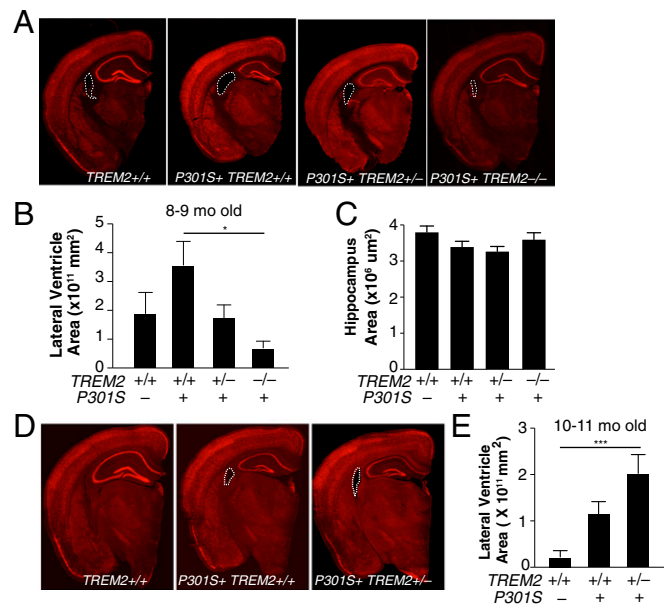 A
TREM2+/+
P301S+ TREM2+/+
P301S+ TREM2+/-
P301S+ TREM2–/–
B
8-9 mo old
*
Lateral Ventricle
Area (x10¹¹ mm²)
5
4
3
2
1
0
TREM2 +/+ +/+ +/– –/–
P301S – + + +
C
Hippocampus
Area (x10⁶ um²)
4
3
2
1
0
TREM2 +/+ +/+ +/– –/–
P301S – + + +
D
TREM2+/+
P301S+ TREM2+/+
P301S+ TREM2+/–
E
10-11 mo old
***
Lateral Ventricle
Area ( X 10¹¹ mm²)
3
2
1
0
TREM2 +/+ +/+ +/–
P301S – + +